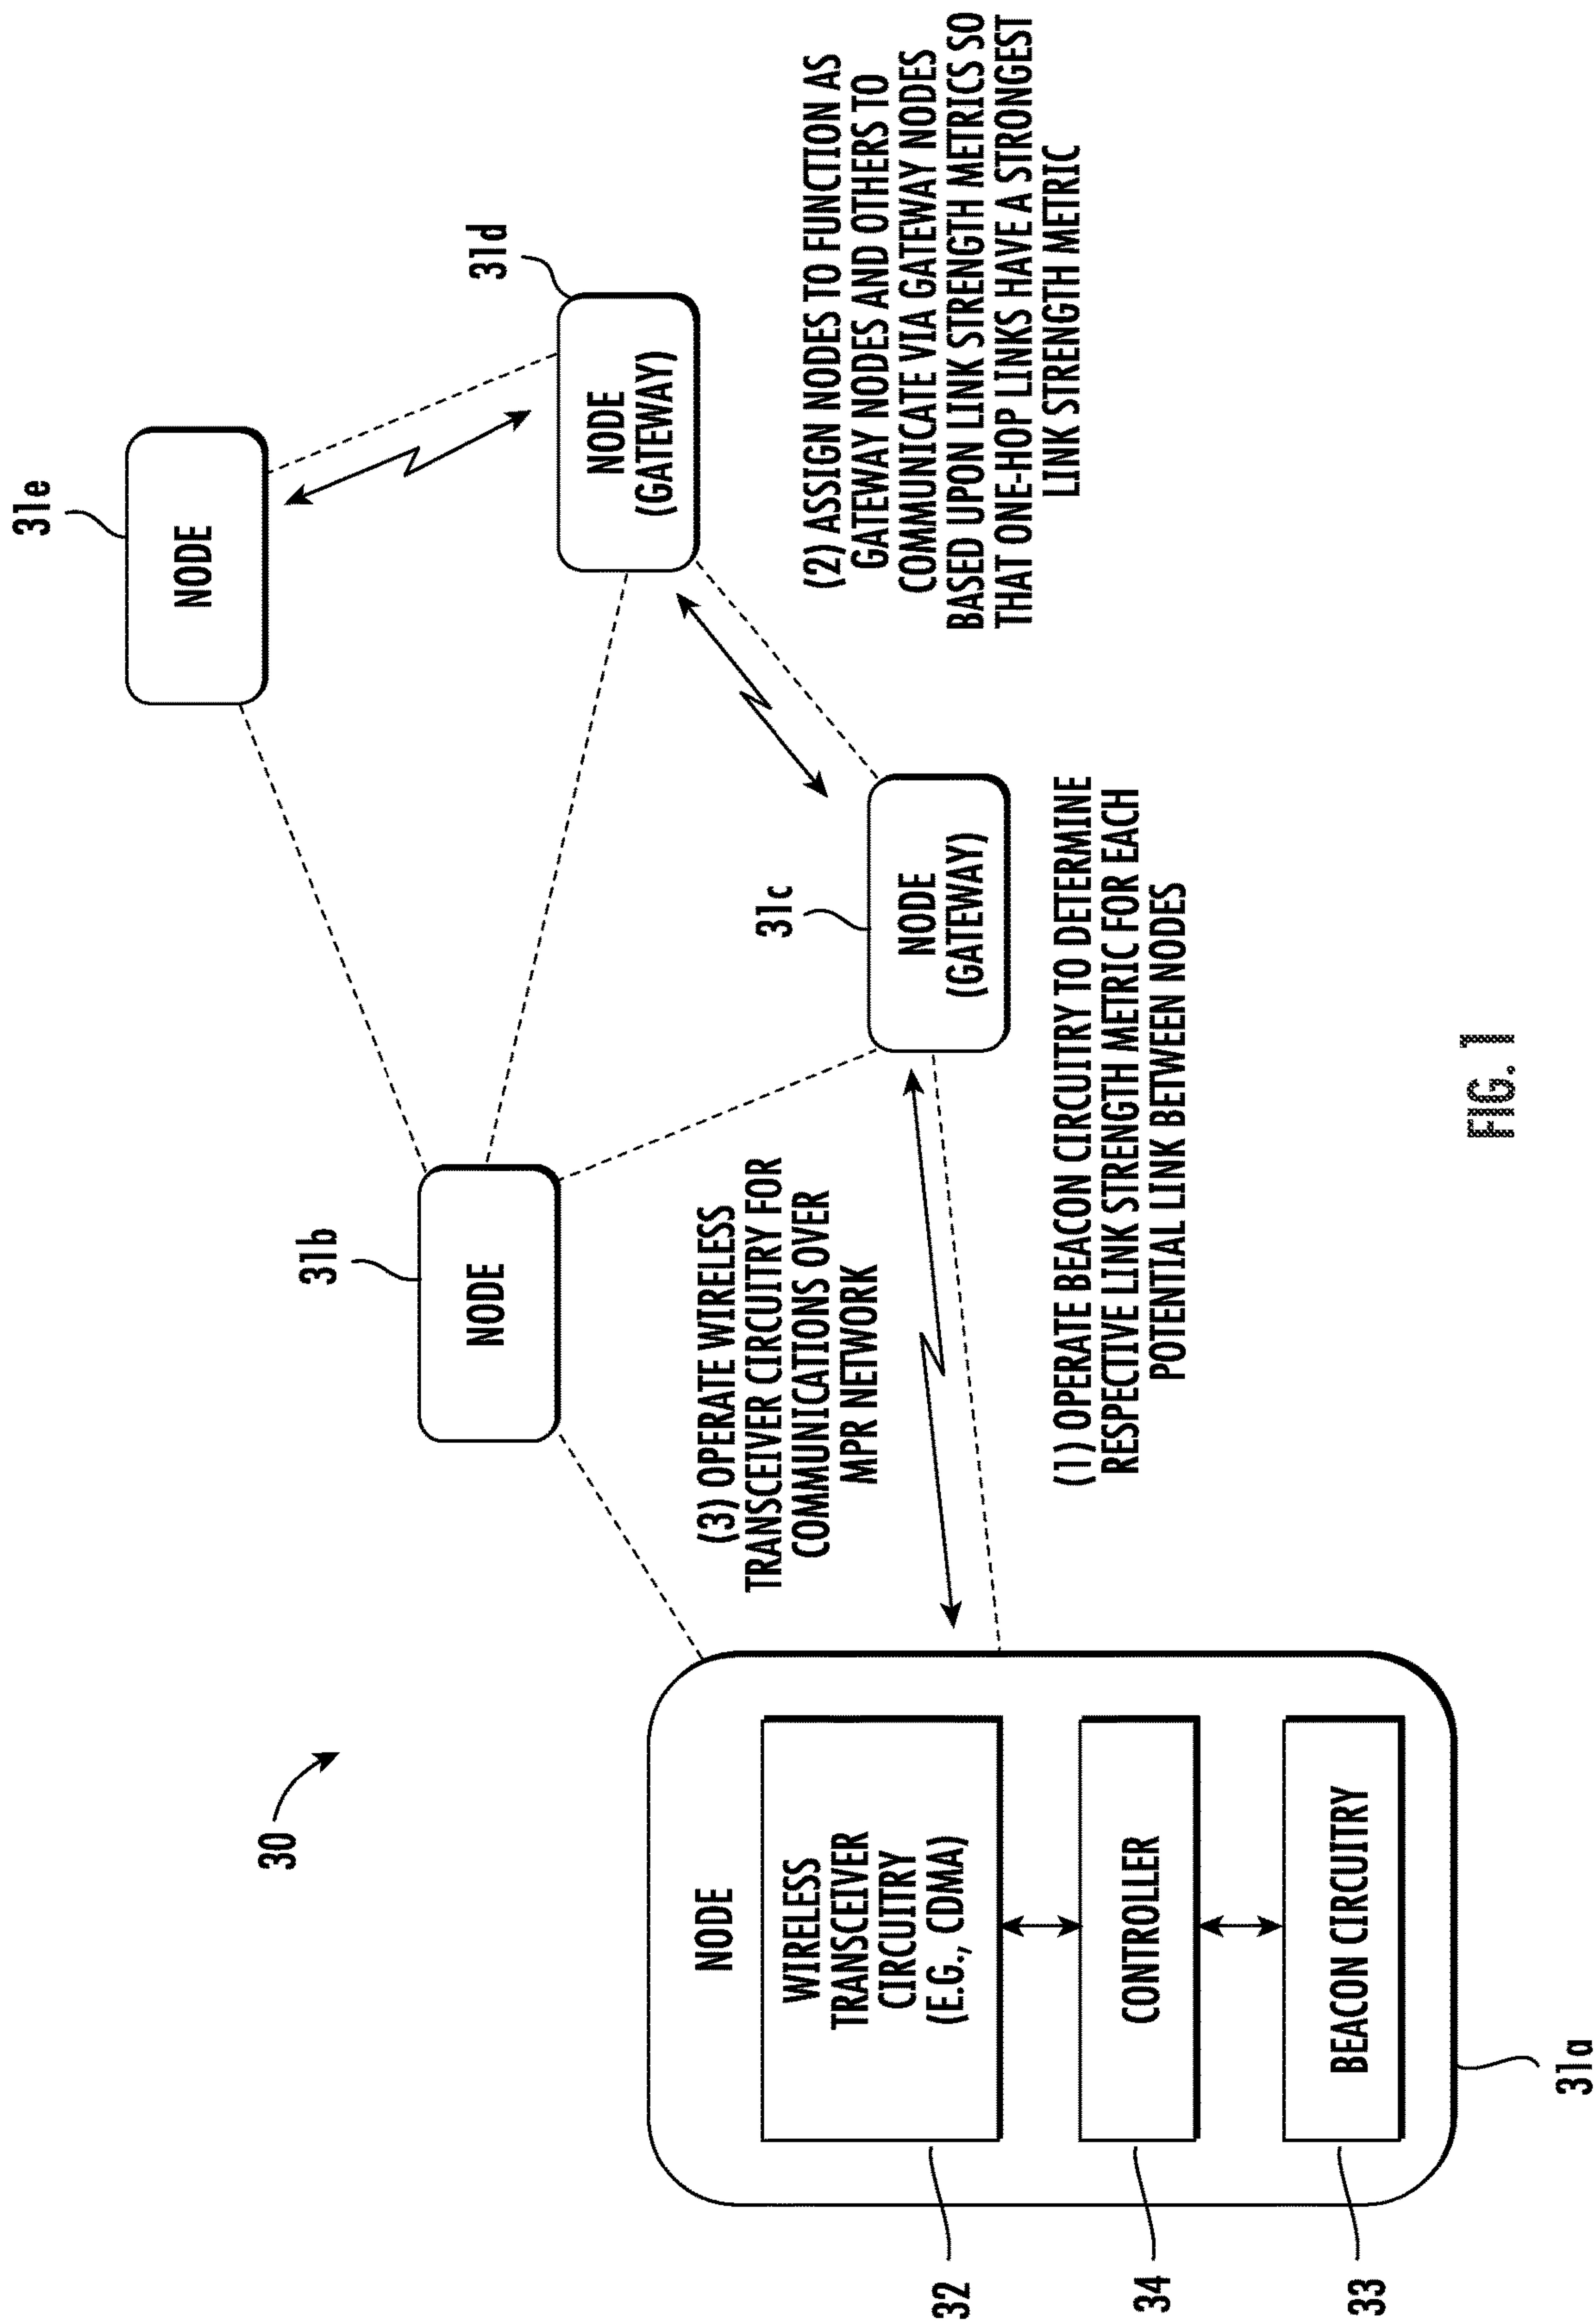 30
31e
NODE
31b
NODE
31d
NODE
(GATEWAY)
NODE
WIRELESS
TRANSCEIVER
CIRCUITRY
(E.G., CDMA)
32
CONTROLLER
34
BEACON CIRCUITRY
33
31a
(3) OPERATE WIRELESS
TRANSCEIVER CIRCUITRY FOR
COMMUNICATIONS OVER
MPR NETWORK
31c
NODE
(GATEWAY)
(2) ASSIGN NODES TO FUNCTION AS
GATEWAY NODES AND OTHERS TO
COMMUNICATE VIA GATEWAY NODES
BASED UPON LINK STRENGTH METRICS SO
THAT ONE-HOP LINKS HAVE A STRONGEST
LINK STRENGTH METRIC
(1) OPERATE BEACON CIRCUITRY TO DETERMINE
RESPECTIVE LINK STRENGTH METRIC FOR EACH
POTENTIAL LINK BETWEEN NODES
FIG. 1